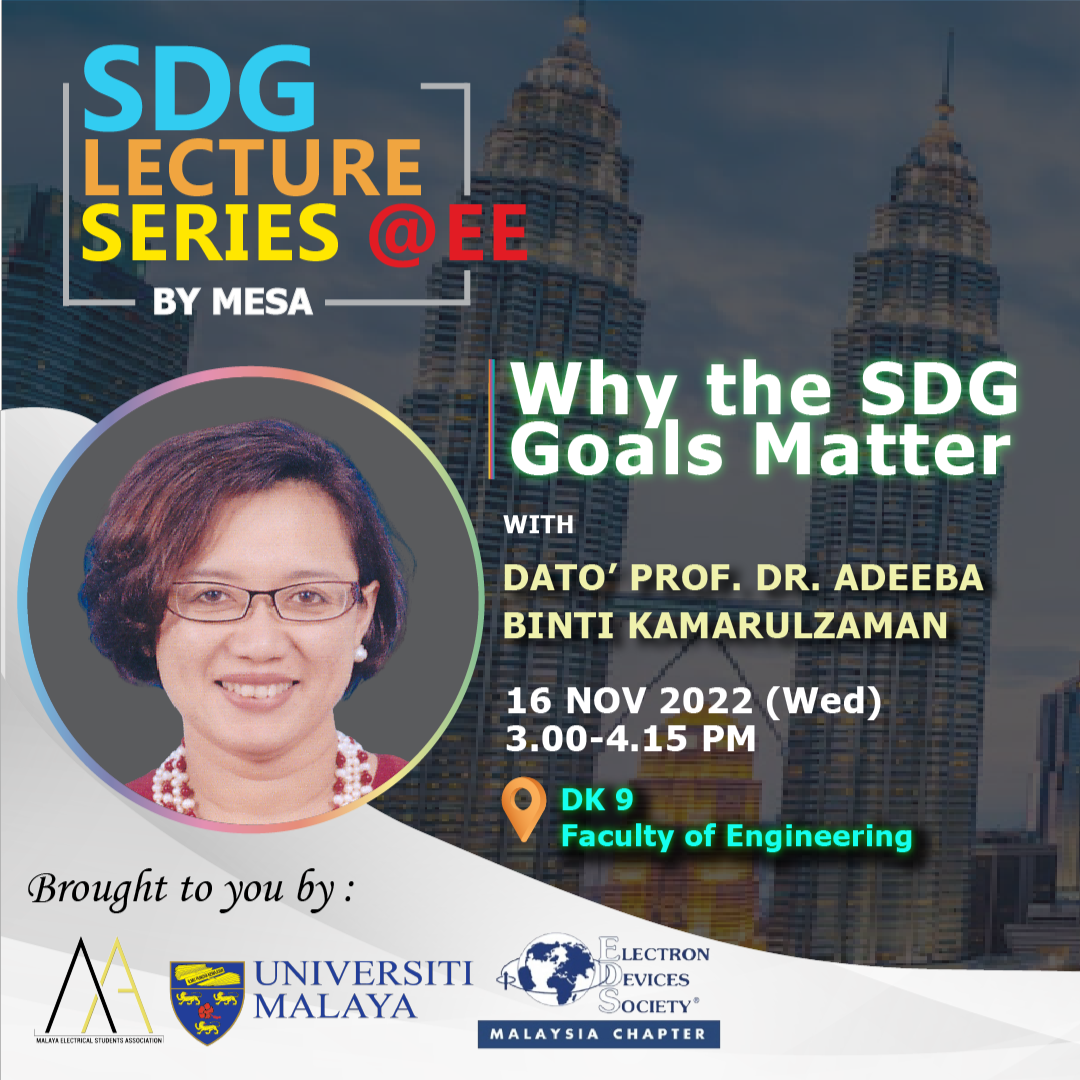 SDG
LECTURE
SERIES @EE
BY MESA
Why the SDG
Goals Matter
WITH
DATO’ PROF. DR. ADEEBA
BINTI KAMARULZAMAN
16 NOV 2022 (Wed)
3.00-4.15 PM
DK 9
Faculty of Engineering
Brought to you by :
MALAYA ELECTRICAL STUDENTS ASSOCIATION
UNIVERSITI
MALAYA
ELECTRON
DEVICES
SOCIETY®
MALAYSIA CHAPTER